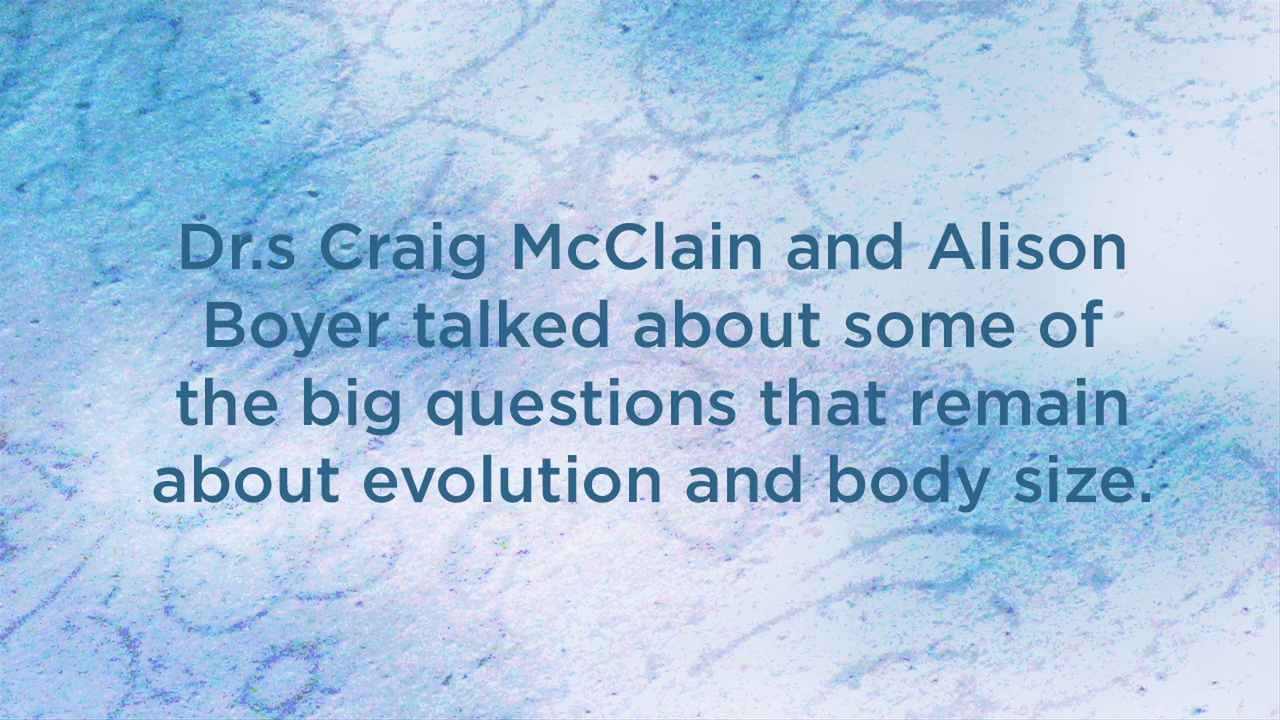 Dr.s Craig McClain and Alison
Boyer talked about some of
the big questions that remain
about evolution and body size.